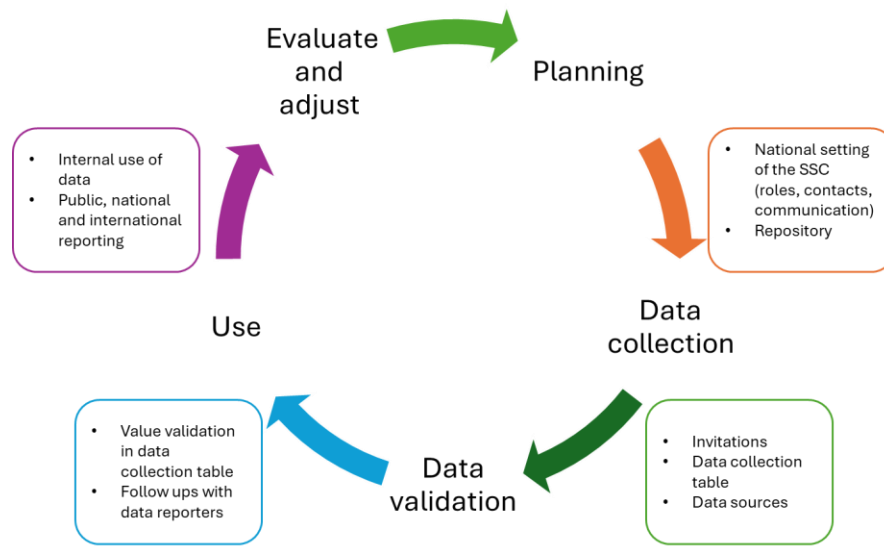 Evaluate
and
adjust
Planning
• National setting
of the SSC
(roles, contacts,
communication)
• Repository
Data
collection
• Invitations
• Data collection
table
• Data sources
Data
validation
• Value validation
in data
collection table
• Follow ups with
data reporters
Use
• Internal use of
data
• Public, national
and international
reporting